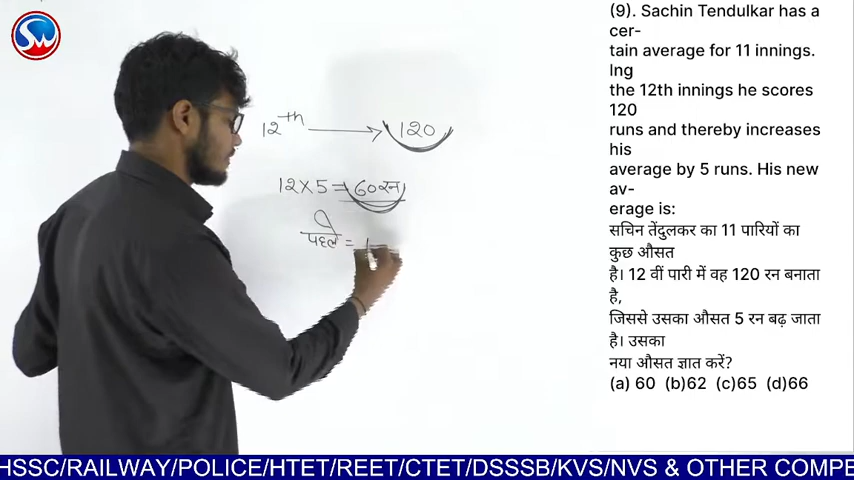 SW
12th → 120
12×5 = 60 रन
पहले =
(9). Sachin Tendulkar has a
cer-
tain average for 11 innings.
Ing
the 12th innings he scores
120
runs and thereby increases
his
average by 5 runs. His new
av-
erage is:
सचिन तेंदुलकर का 11 पारियों का
कुछ औसत
है। 12 वीं पारी में वह 120 रन बनाता
है,
जिससे उसका औसत 5 रन बढ़ जाता
है। उसका
नया औसत ज्ञात करें?
(a) 60 (b)62 (c)65 (d)66
HSSC/RAILWAY/POLICE/HTET/REET/CTET/DSSSB/KVS/NVS & OTHER COMPE